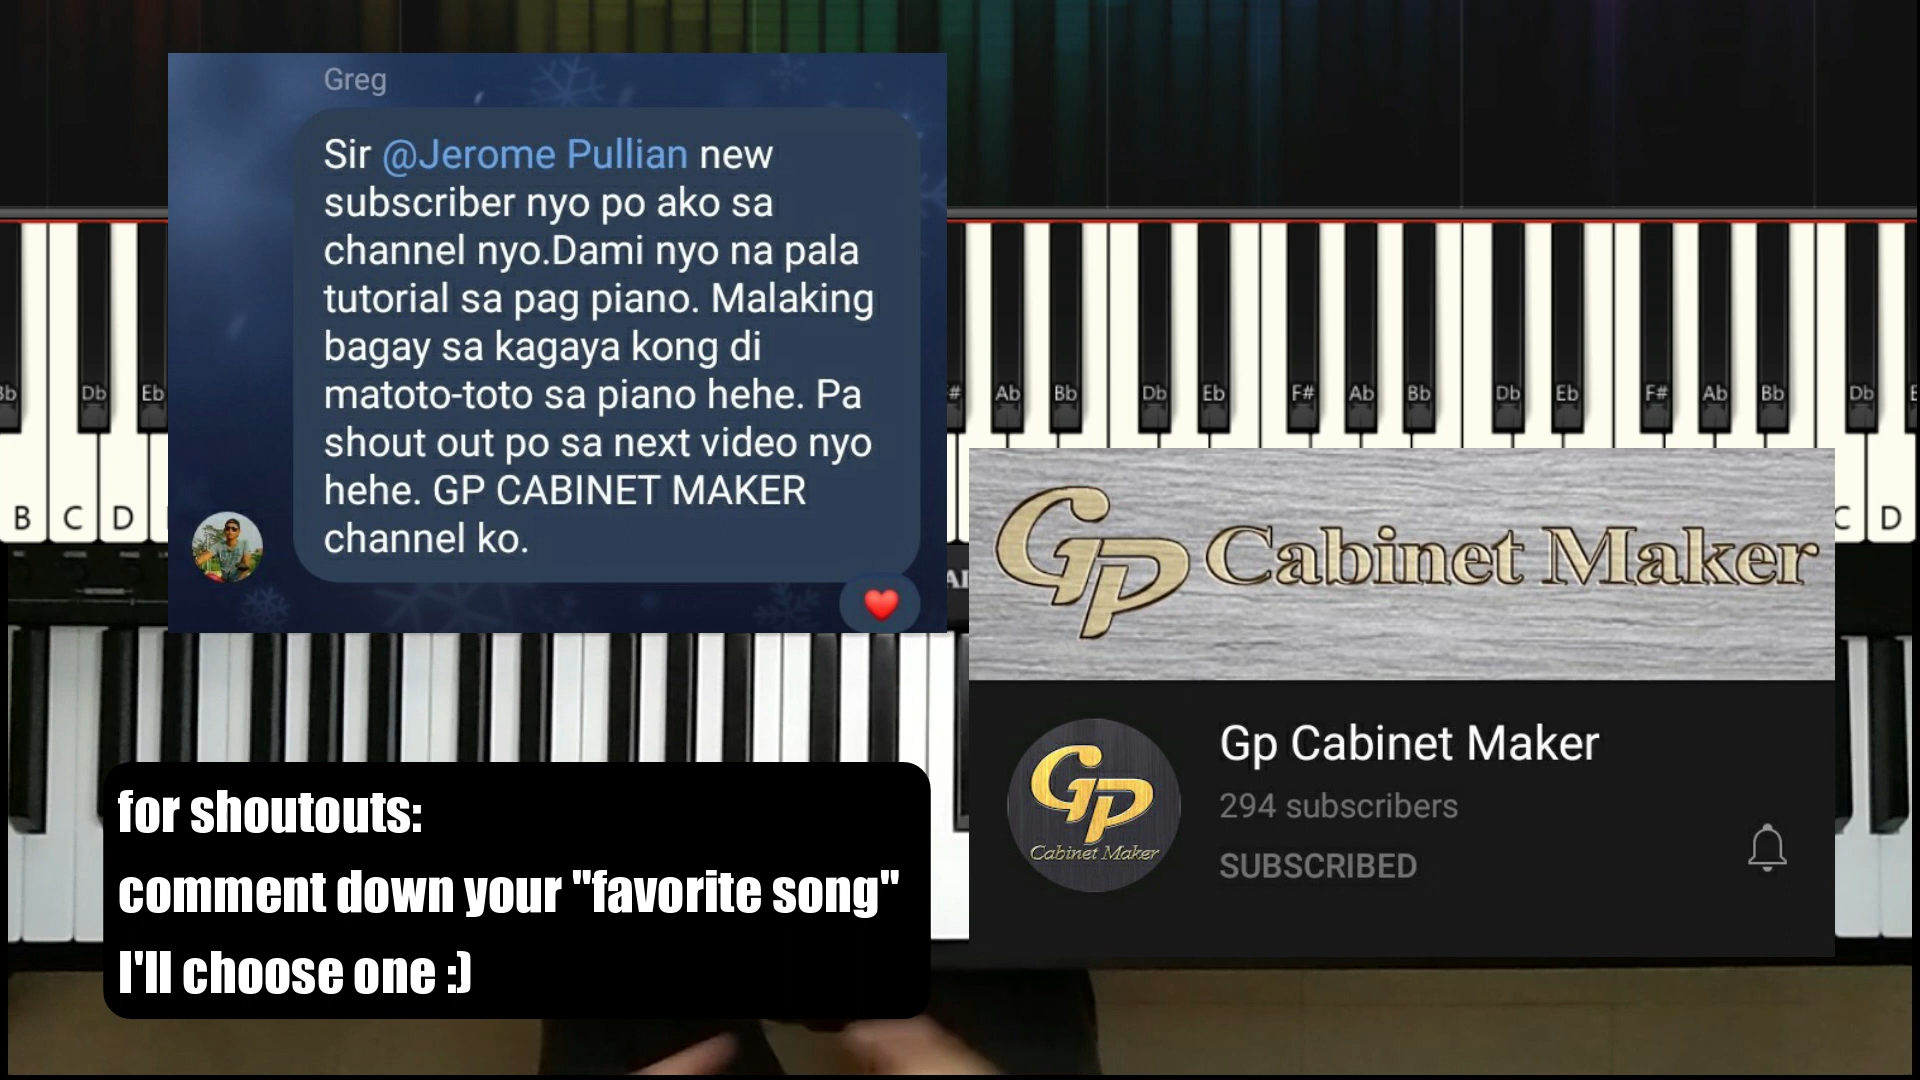 Greg
Sir @Jerome Pullian new
subscriber nyo po ako sa
channel nyo.Dami nyo na pala
tutorial sa pag piano. Malaking
bagay sa kagaya kong di
matoto-toto sa piano hehe. Pa
shout out po sa next video nyo
hehe. GP CABINET MAKER
channel ko.
Db Eb
Ab Bb Db Eb F# Ab Bb Db Eb F# Ab Bb Db
B C D
C D
GP Cabinet Maker
GP
Cabinet Maker
Gp Cabinet Maker
294 subscribers
SUBSCRIBED
for shoutouts:
comment down your "favorite song"
I'll choose one :)